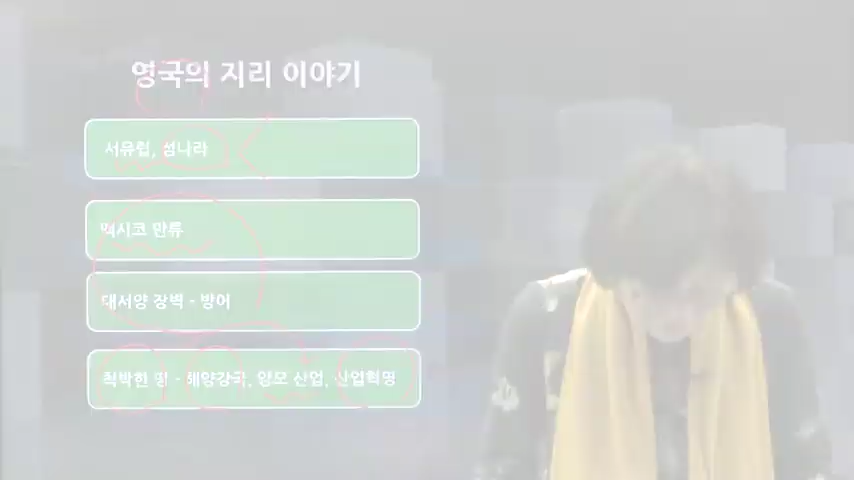 영국의 지리 이야기
서유럽, 섬나라
멕시코 만류
대서양 장벽 - 방어
척박한 땅 - 해양강국, 양모 산업, 산업혁명